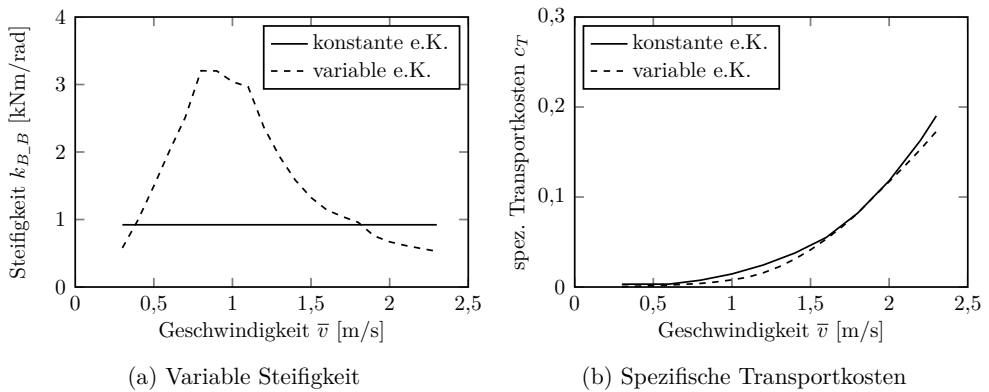 Steifigkeit k_{B_B} [kNm/rad]
4
3
2
1
0
konstante e.K.
variable e.K.
0
0,5
1
1,5
2
2,5
Geschwindigkeit v̅ [m/s]
(a) Variable Steifigkeit
spez. Transportkosten c_T
0,3
0,2
0,1
0
konstante e.K.
variable e.K.
0
0,5
1
1,5
2
2,5
Geschwindigkeit v̅ [m/s]
(b) Spezifische Transportkosten